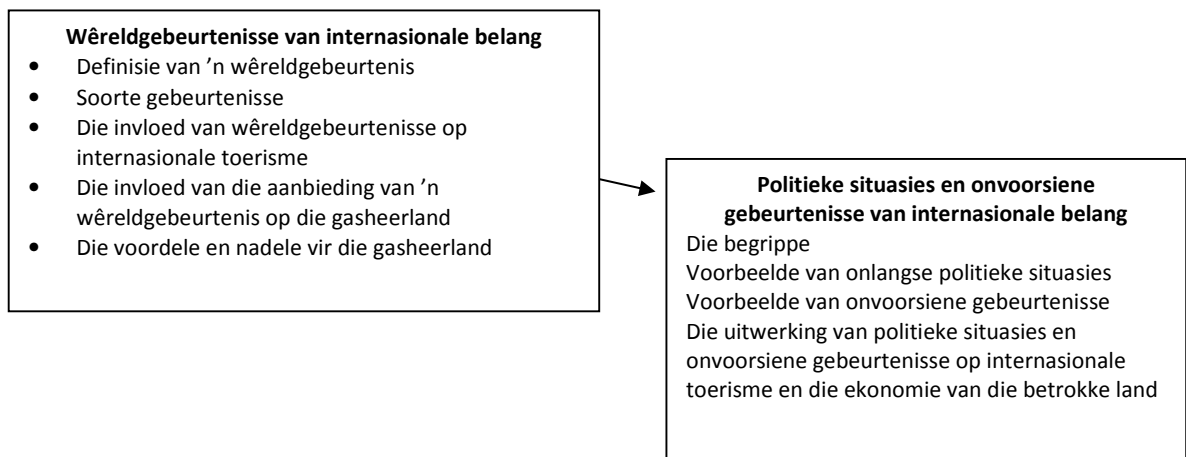 Wêreldgebeurtenisse van internasionale belang
• Definisie van ’n wêreldgebeurtenis
• Soorte gebeurtenisse
• Die invloed van wêreldgebeurtenisse op
internasionale toerisme
• Die invloed van die aanbieding van ’n
wêreldgebeurtenis op die gasheerland
• Die voordele en nadele vir die gasheerland
Politieke situasies en onvoorsiene
gebeurtenisse van internasionale belang
Die begrippe
Voorbeelde van onlangse politieke situasies
Voorbeelde van onvoorsiene gebeurtenisse
Die uitwerking van politieke situasies en
onvoorsiene gebeurtenisse op internasionale
toerisme en die ekonomie van die betrokke land